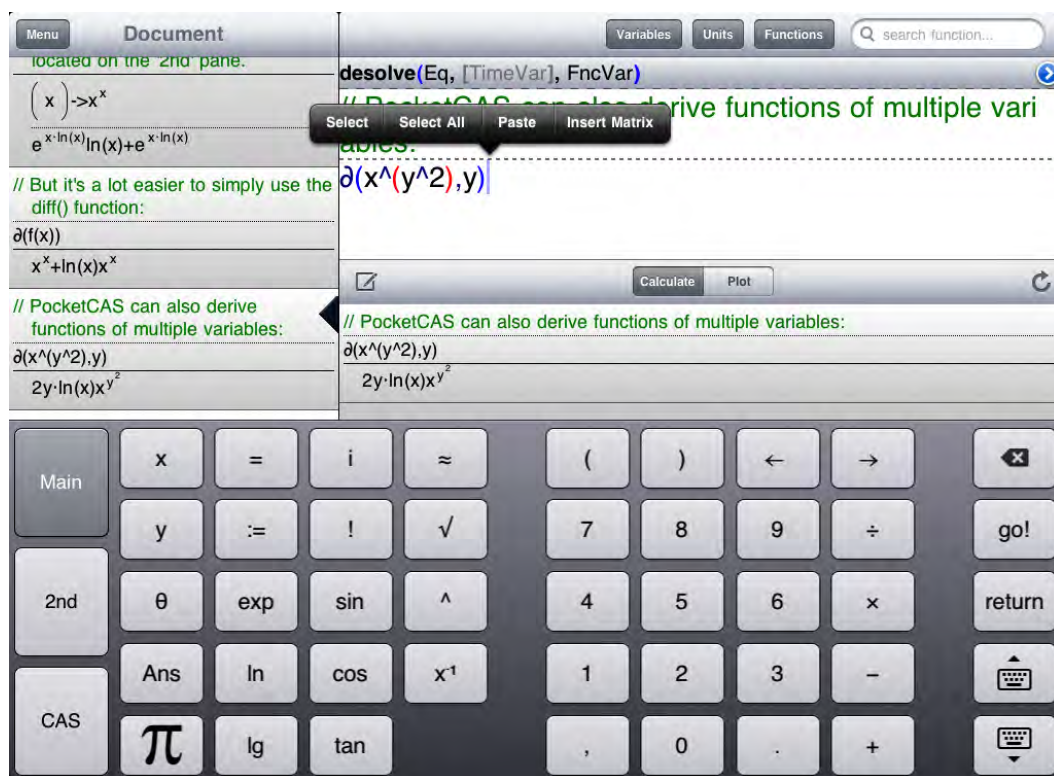 Menu
Document
Variables
Units
Functions
search function...
located on the '2nd' pane.
( x )->x^x
e^x·ln(x) ln(x)+e^x·ln(x)
// But it's a lot easier to simply use the
diff() function:
∂(f(x))
x^x+ln(x)x^x
// PocketCAS can also derive
functions of multiple variables:
∂(x^(y^2),y)
2y·ln(x)x^y^2
desolve(Eq, [TimeVar], FncVar)
// PocketCAS can also derive functions of multiple vari
ables:
Select
Select All
Paste
Insert Matrix
∂(x^(y^2),y)
Calculate
Plot
// PocketCAS can also derive functions of multiple variables:
∂(x^(y^2),y)
2y·ln(x)x^y^2
Main
x = i ≈ ( ) ← →
y := ! √ 7 8 9 ÷ go!
2nd
θ exp sin ^ 4 5 6 × return
Ans ln cos x⁻¹ 1 2 3 −
CAS
π lg tan , 0 . +